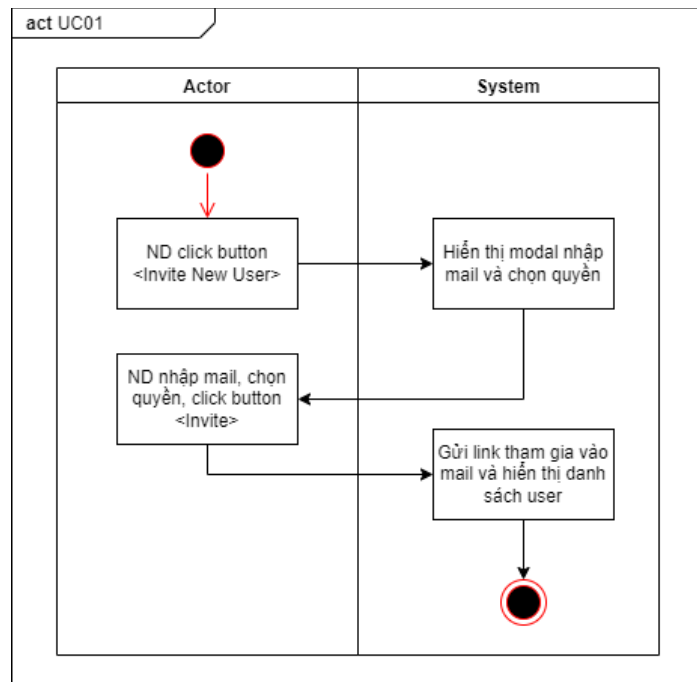 act UC01
Actor
System
ND click button
<Invite New User>
Hiển thị modal nhập
mail và chọn quyền
ND nhập mail, chọn
quyền, click button
<Invite>
Gửi link tham gia vào
mail và hiển thị danh
sách user